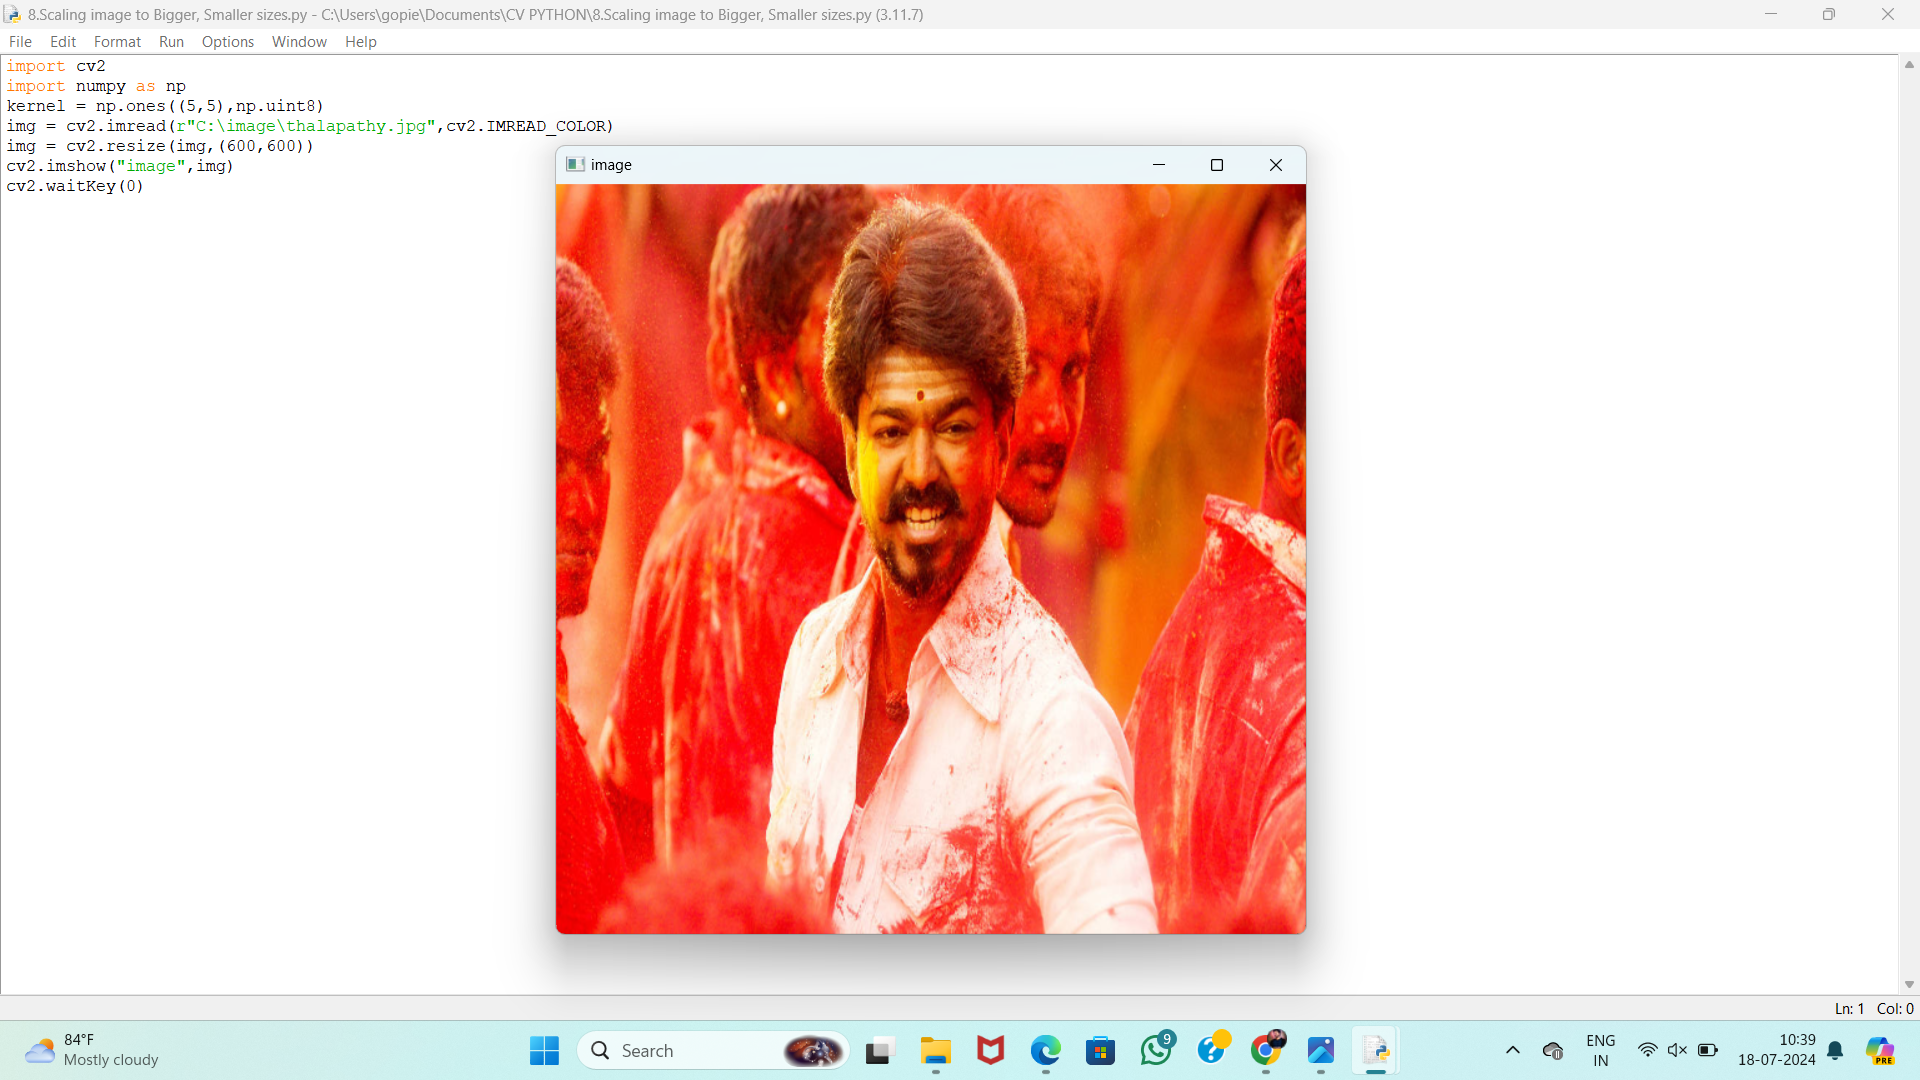 8.Scaling image to Bigger, Smaller sizes.py - C:\Users\gopie\Documents\CV PYTHON\8.Scaling image to Bigger, Smaller sizes.py (3.11.7)
File Edit Format Run Options Window Help
import cv2
import numpy as np
kernel = np.ones((5,5),np.uint8)
img = cv2.imread(r"C:\image\thalapathy.jpg",cv2.IMREAD_COLOR)
img = cv2.resize(img,(600,600))
cv2.imshow("image",img)
cv2.waitKey(0)
image
Ln: 1 Col: 0
84°F
Mostly cloudy
Search
9
ENG
IN
10:39
18-07-2024
PRE